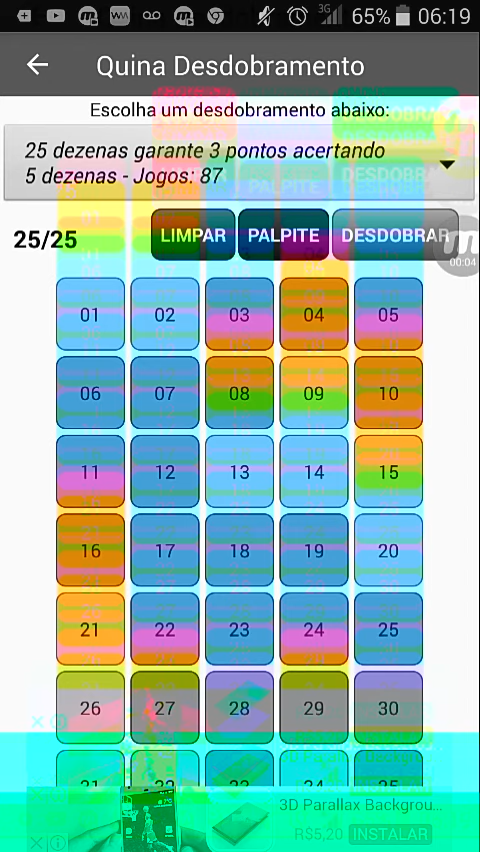 3G 65% 06:19
Quina Desdobramento
Escolha um desdobramento abaixo:
25 dezenas garante 3 pontos acertando
5 dezenas - Jogos: 87
25/25 LIMPAR PALPITE DESDOBRAR
00:04
01 02 03 04 05
06 07 08 09 10
11 12 13 14 15
16 17 18 19 20
21 22 23 24 25
26 27 28 29 30
3D Parallax Backgrou...
R$5,20 INSTALAR